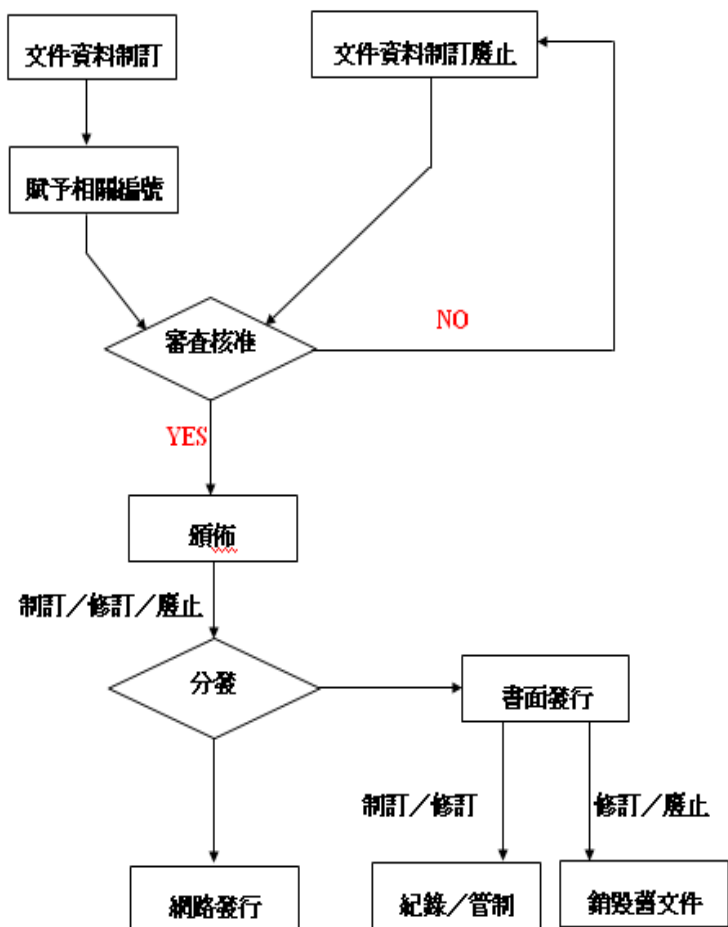 文件資料制訂
文件資料制訂廢止
賦予相關編號
審查核准
NO
YES
頒佈
制訂／修訂／廢止
分發
書面發行
制訂／修訂
修訂／廢止
網路發行
紀錄／管制
銷毀舊文件